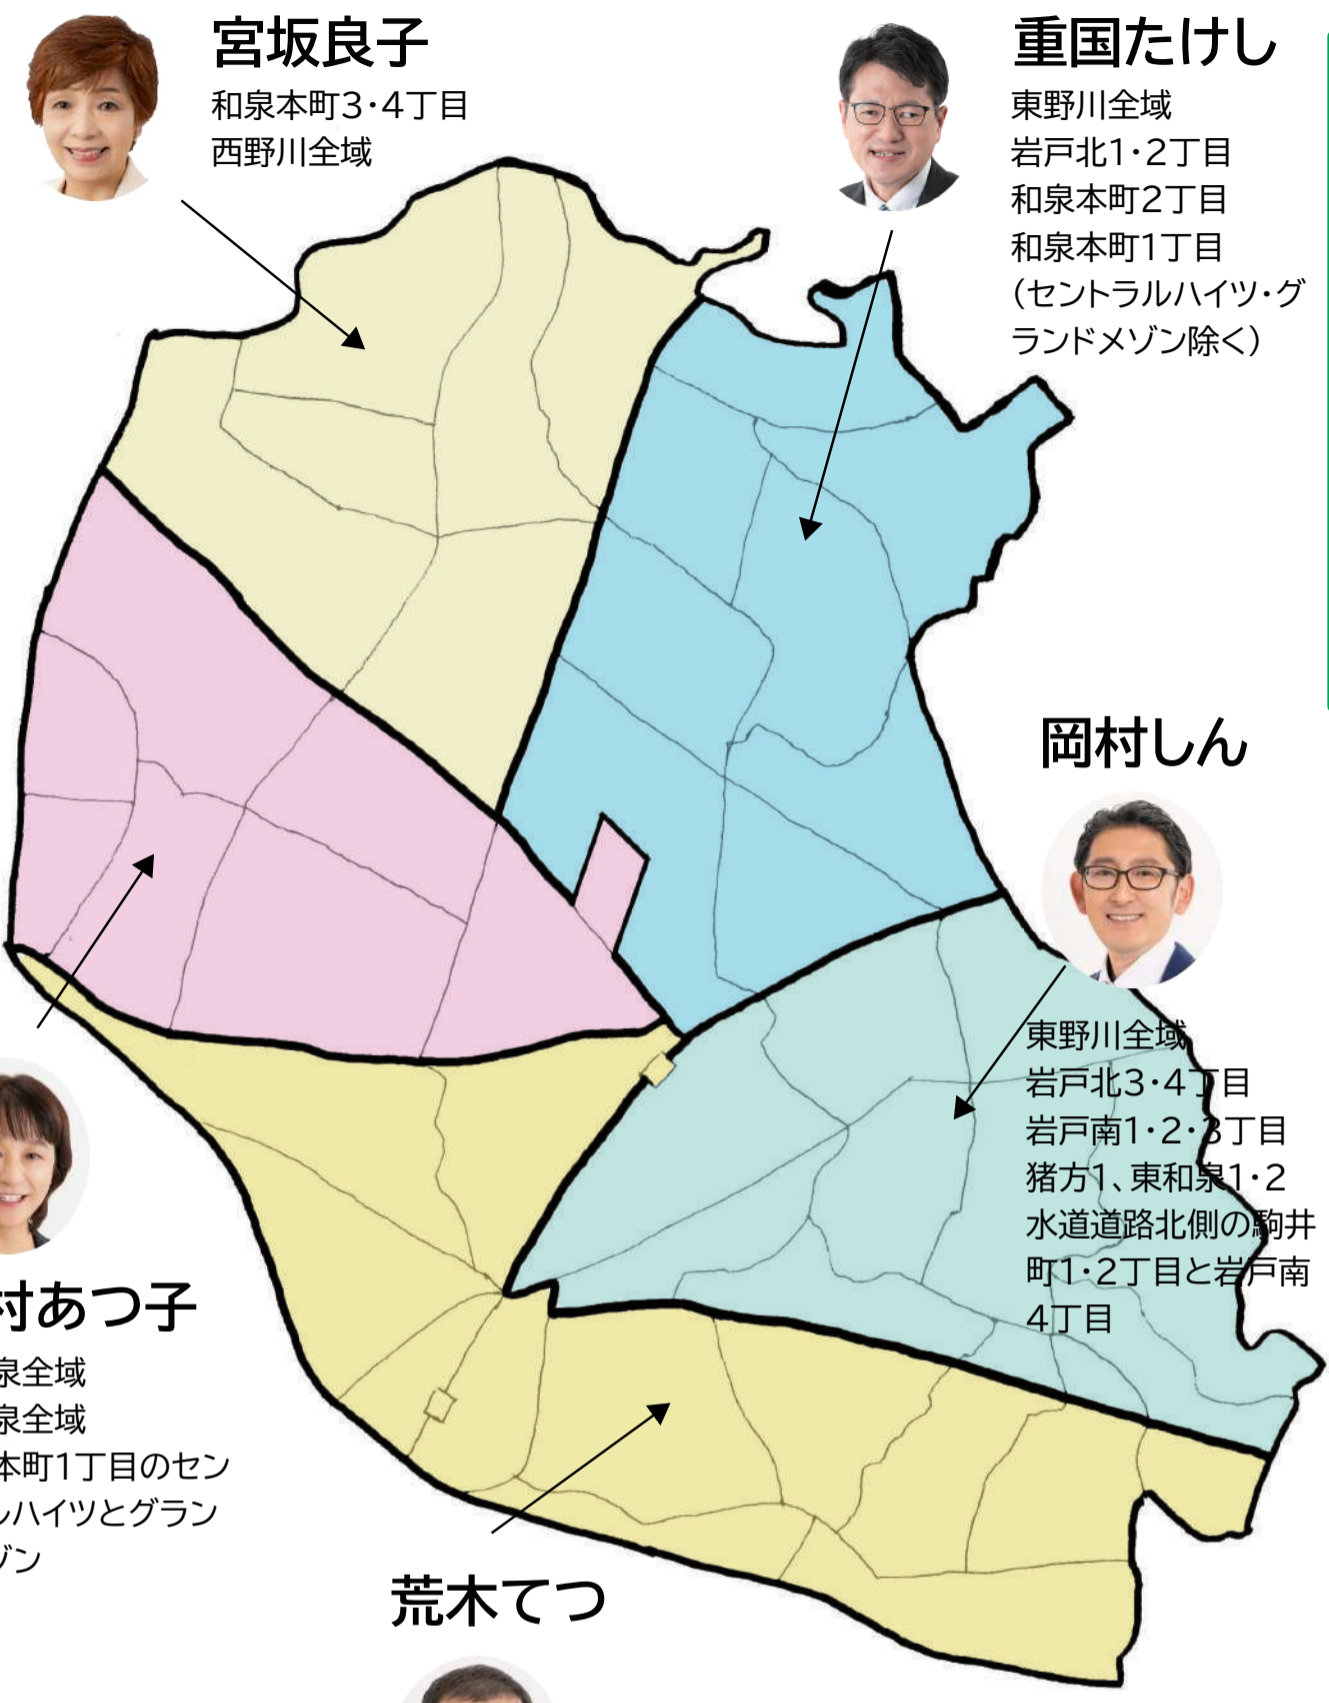 宮坂良子
和泉本町3・4丁目
西野川全域
重国たけし
東野川全域
岩戸北1・2丁目
和泉本町2丁目
和泉本町1丁目
（セントラルハイツ・グ
ランドメゾン除く）
岡村しん
東野川全域
岩戸北3・4丁目
岩戸南1・2・3丁目
猪方1、東和泉1・2
水道道路北側の駒井
町1・2丁目と岩戸南
4丁目
村あつ子
泉全域
泉全域
本町1丁目のセン
ルハイツとグラン
ゾン
荒木てつ